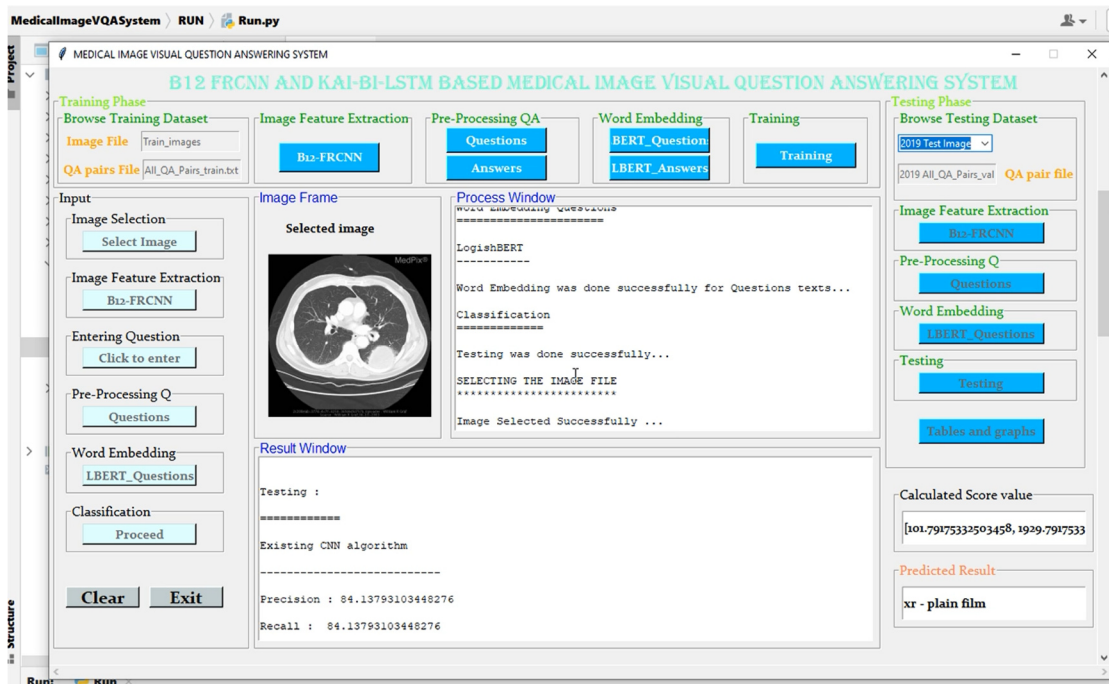 MedicalImageVQASystem RUN Run.py
MEDICAL IMAGE VISUAL QUESTION ANSWERING SYSTEM
B12 FRCNN AND KAI-BI-LSTM BASED MEDICAL IMAGE VISUAL QUESTION ANSWERING SYSTEM
Project
Training Phase
Browse Training Dataset
Image File Train_images
QA pairs File All_QA_Pairs_train.txt
Image Feature Extraction
B12-FRCNN
Pre-Processing QA
Questions
Answers
Word Embedding
BERT_Question
LBERT_Answers
Training
Training
Testing Phase
Browse Testing Dataset
2019 Test Image
2019 All_QA_Pairs_val QA pair file
Image Feature Extraction
B12-FRCNN
Pre-Processing Q
Questions
Word Embedding
LBERT_Questions
Testing
Testing
Tables and graphs
Input
Image Selection
Select Image
Image Feature Extraction
B12-FRCNN
Entering Question
Click to enter
Pre-Processing Q
Questions
Word Embedding
LBERT_Questions
Classification
Proceed
Clear Exit
Image Frame
Selected image
MedPix®
Process Window
Word Embedding Questions
======================
LogishBERT
-----------
Word Embedding was done successfully for Questions texts...
Classification
=============
Testing was done successfully...
SELECTING THE IMAGE FILE
************************
Image Selected Successfully ...
Result Window
Testing :
============
Existing CNN algorithm
---------------------------
Precision : 84.13793103448276
Recall : 84.13793103448276
Calculated Score value
[101.79175332503458, 1929.7917533
Predicted Result
xr - plain film
Structure
Run: Run